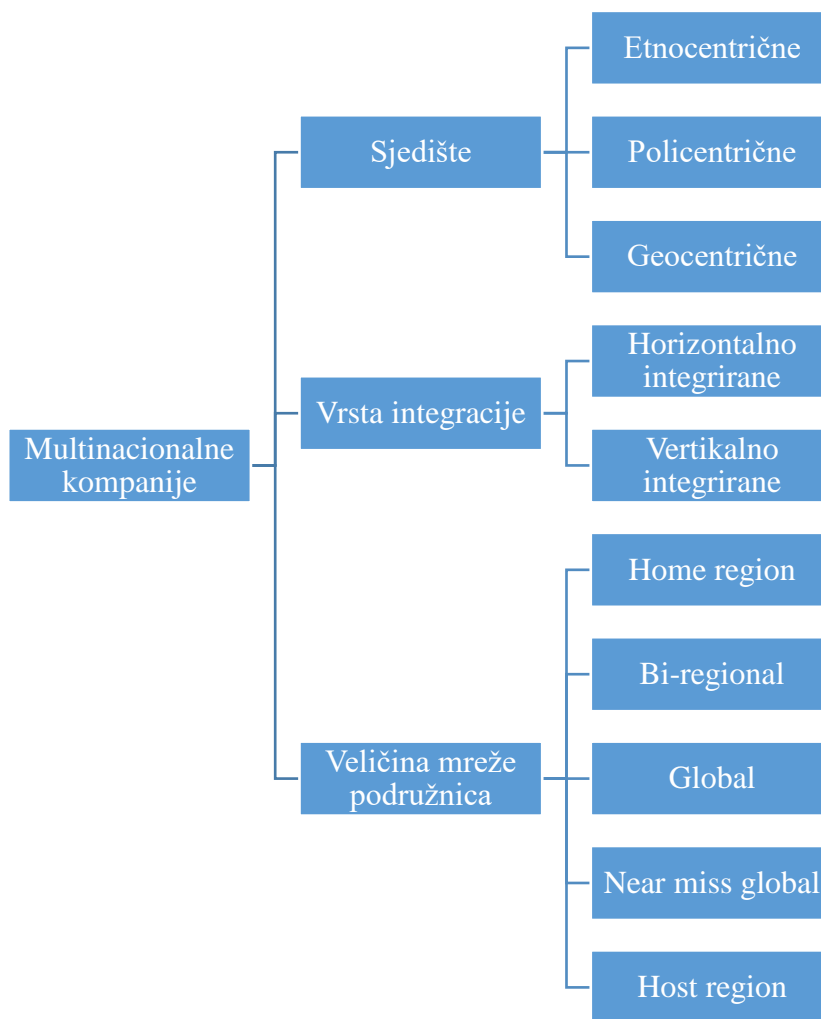 Etnocentrične
Sjedište
Policentrične
Geocentrične
Horizontalno
integrirane
Vrsta integracije
Multinacionalne
kompanije
Vertikalno
integrirane
Home region
Bi-regional
Veličina mreže
podružnica
Global
Near miss global
Host region